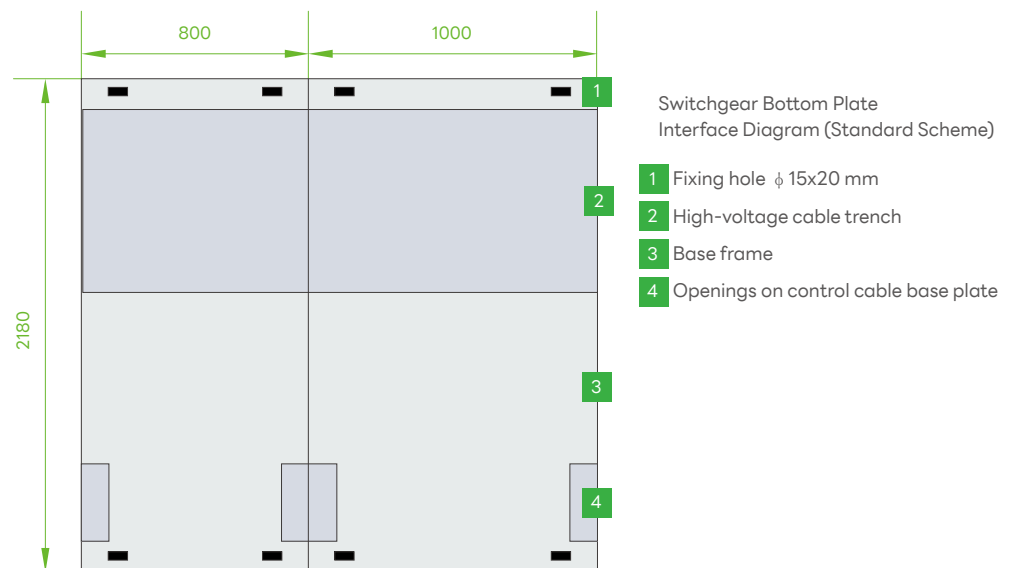 800
1000
2180
1
2
3
4
Switchgear Bottom Plate
Interface Diagram (Standard Scheme)
1 Fixing hole ϕ 15x20 mm
2 High-voltage cable trench
3 Base frame
4 Openings on control cable base plate